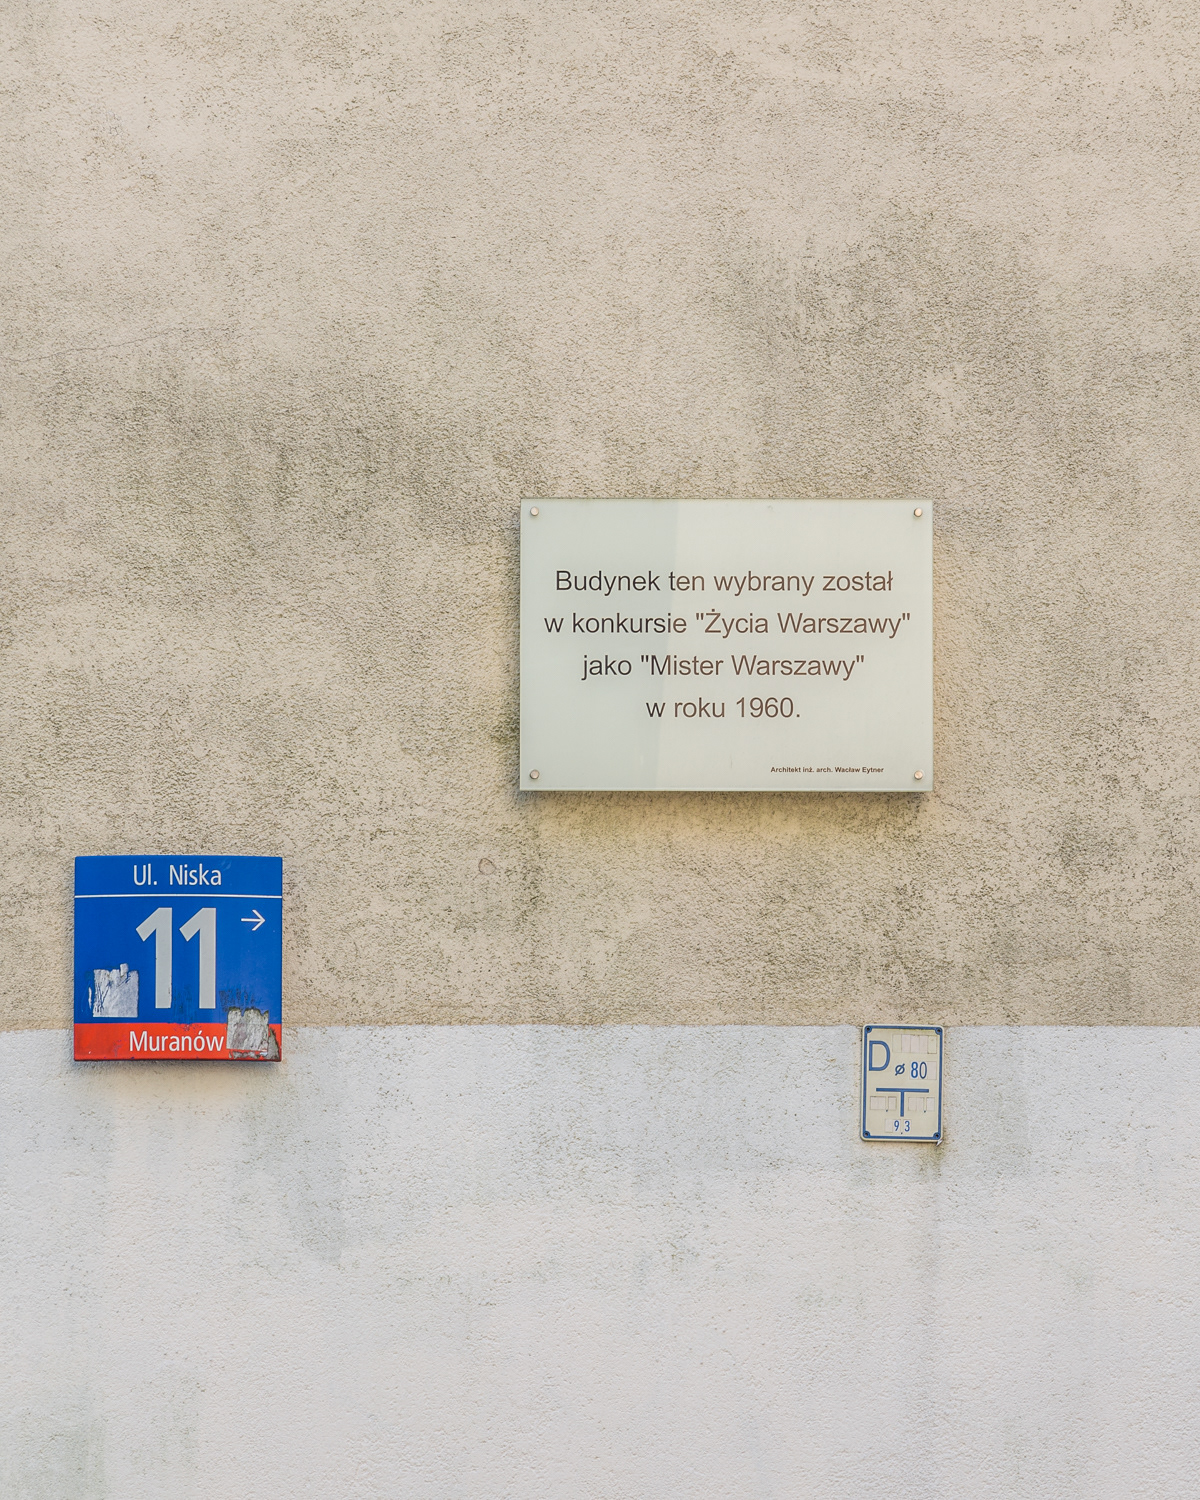 Budynek ten wybrany został
w konkursie "Życia Warszawy"
jako "Mister Warszawy"
w roku 1960.
Architekt inż. arch. Wacław Eytner
Ul. Niska
11 →
Muranów
D ø 80
9,3